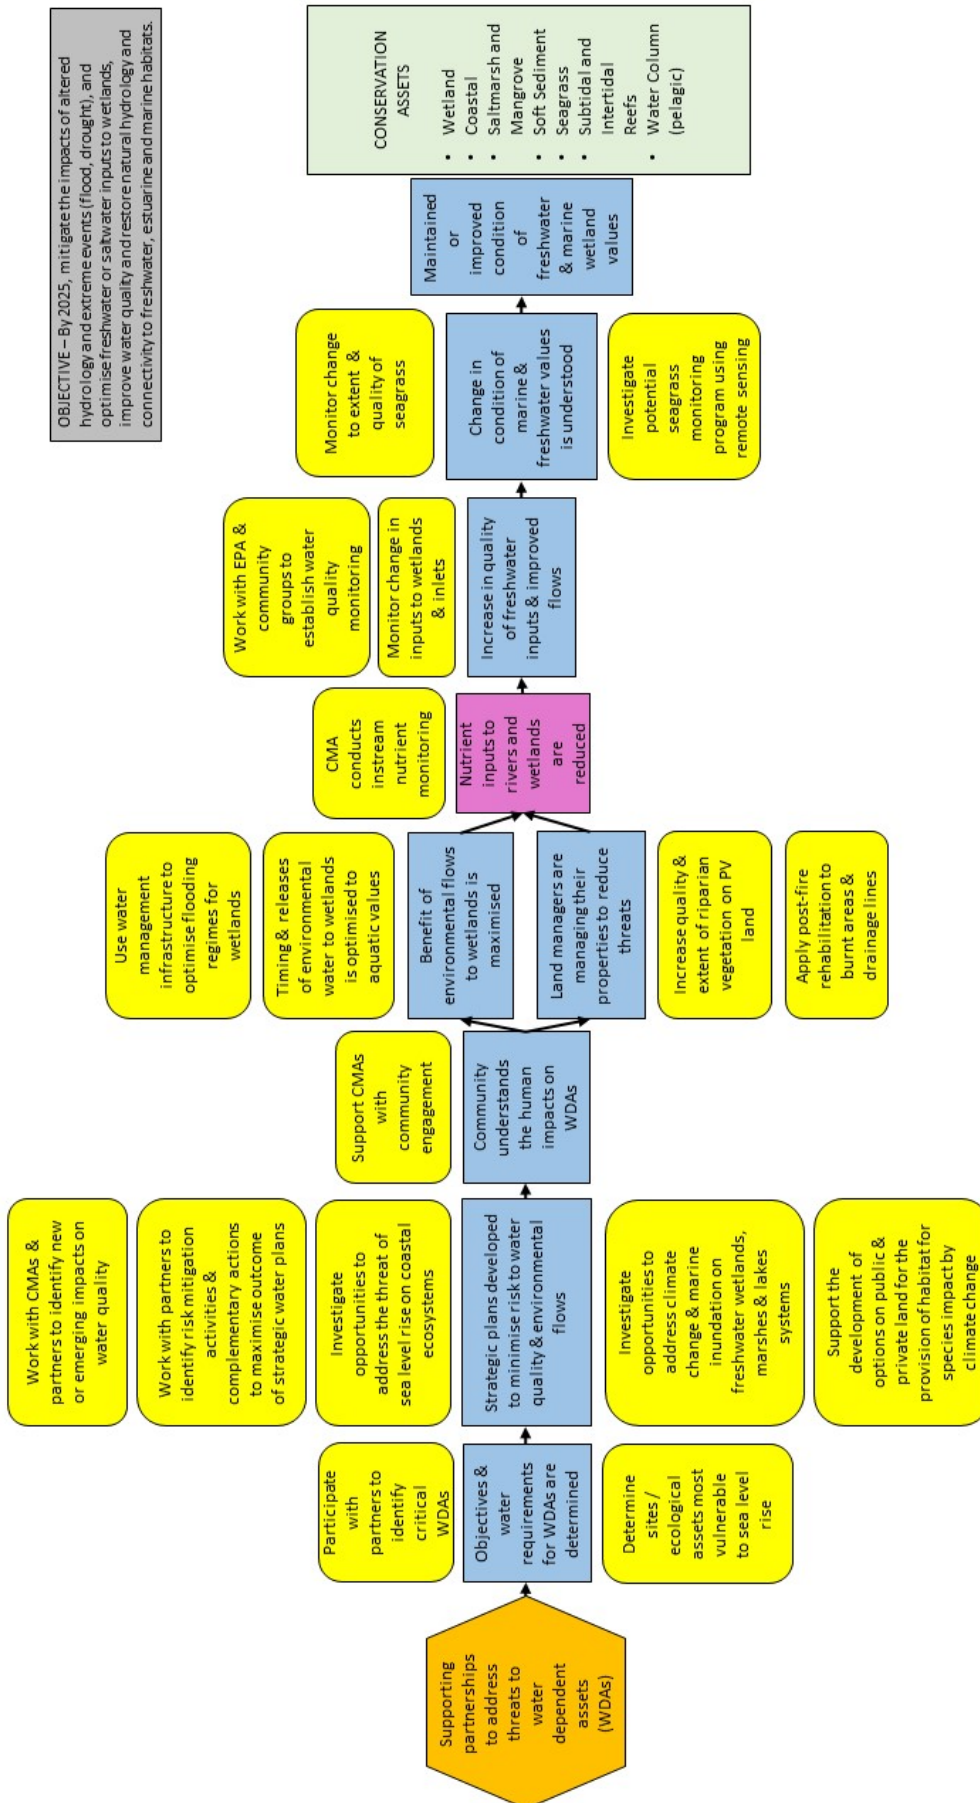 OBJECTIVE – By 2025, mitigate the impacts of altered
hydrology and extreme events (flood, drought), and
optimise freshwater or saltwater inputs to wetlands,
improve water quality and restore natural hydrology and
connectivity to freshwater, estuarine and marine habitats.
Supporting
partnerships
to address
threats to
water
dependent
assets
(WDAs)
Participate
with
partners to
identify
critical
WDAs
Objectives &
water
requirements
for WDAs are
determined
Determine
sites /
ecological
assets most
vulnerable
to sea level
rise
Work with CMAs &
partners to identify new
or emerging impacts on
water quality
Work with partners to
identify risk mitigation
activities &
complementary actions
to maximise outcome
of strategic water plans
Investigate
opportunities to
address the threat of
sea level rise on coastal
ecosystems
Strategic plans developed
to minimise risk to water
quality & environmental
flows
Investigate
opportunities to
address climate
change & marine
inundation on
freshwater wetlands,
marshes & lakes
systems
Support the
development of
options on public &
private land for the
provision of habitat for
species impact by
climate change
Support CMAs
with
community
engagement
Community
understands
the human
impacts on
WDAs
Use water
management
infrastructure to
optimise flooding
regimes for
wetlands
Timing & releases
of environmental
water to wetlands
is optimised to
aquatic values
Benefit of
environmental flows
to wetlands is
maximised
Land managers are
managing their
properties to reduce
threats
Increase quality &
extent of riparian
vegetation on PV
land
Apply post-fire
rehabilitation to
burnt areas &
drainage lines
CMA
conducts
instream
nutrient
monitoring
Nutrient
inputs to
rivers and
wetlands
are
reduced
Work with EPA &
community
groups to
establish water
quality
monitoring
Monitor change in
inputs to wetlands
& inlets
Increase in quality
of freshwater
inputs & improved
flows
Monitor change
to extent &
quality of
seagrass
Change in
condition of
marine &
freshwater values
is understood
Investigate
potential
seagrass
monitoring
program using
remote sensing
Maintained
or
improved
condition
of
freshwater
& marine
wetland
values
CONSERVATION
ASSETS
• Wetland
• Coastal
• Saltmarsh and
Mangrove
• Soft Sediment
• Seagrass
• Subtidal and
Intertidal
Reefs
• Water Column
(pelagic)